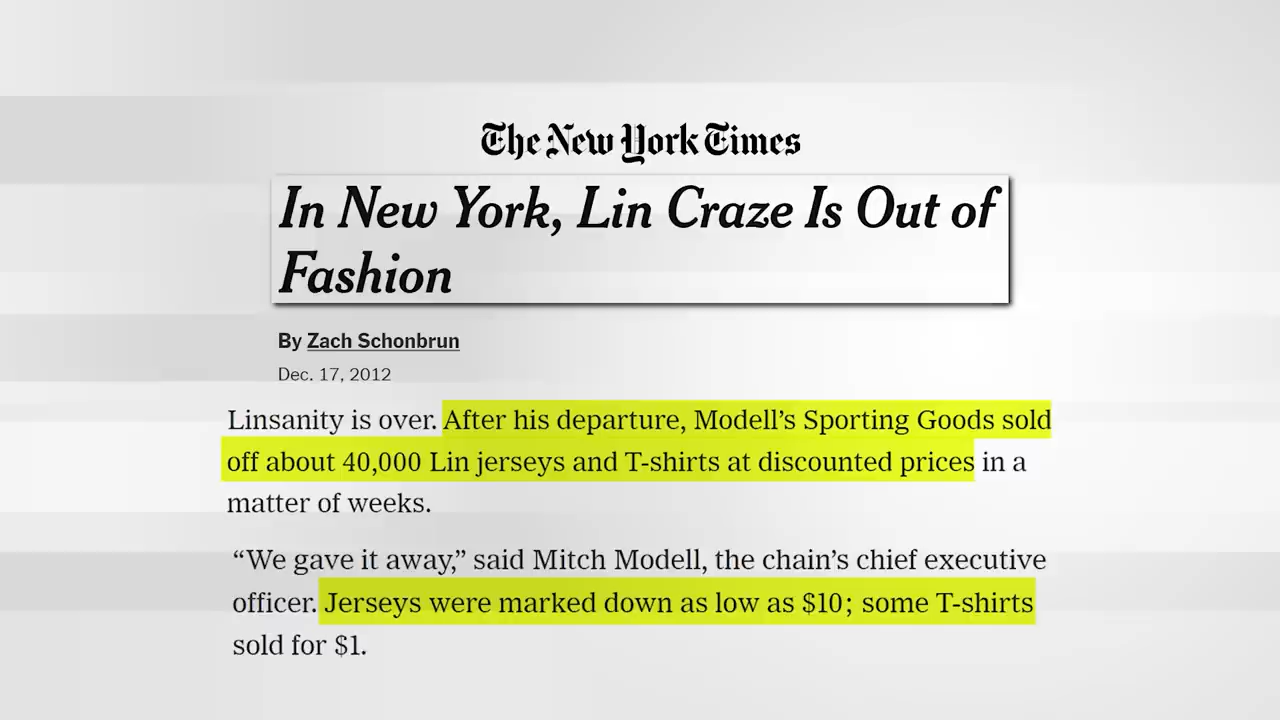 The New York Times
In New York, Lin Craze Is Out of
Fashion
By Zach Schonbrun
Dec. 17, 2012
Linsanity is over. After his departure, Modell’s Sporting Goods sold
off about 40,000 Lin jerseys and T-shirts at discounted prices in a
matter of weeks.
“We gave it away,” said Mitch Modell, the chain’s chief executive
officer. Jerseys were marked down as low as $10; some T-shirts
sold for $1.